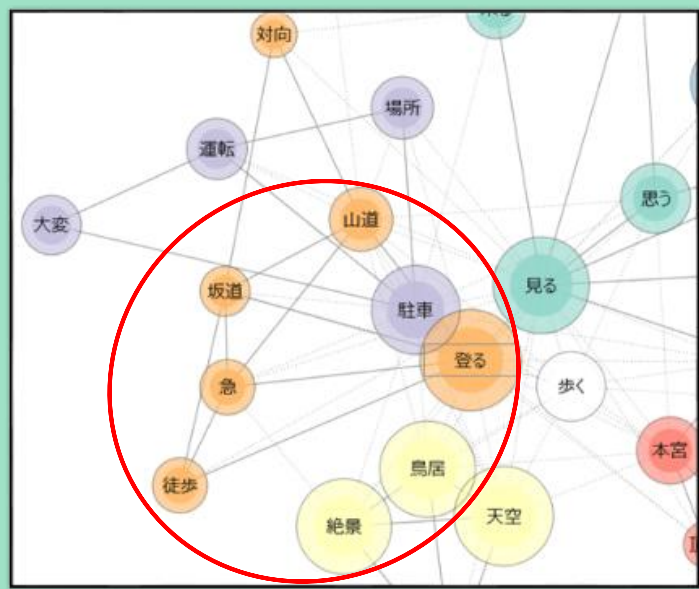 対向
場所
運転
思う
大変
山道
見る
坂道
駐車
登る
急
歩く
本宮
鳥居
徒歩
天空
絶景